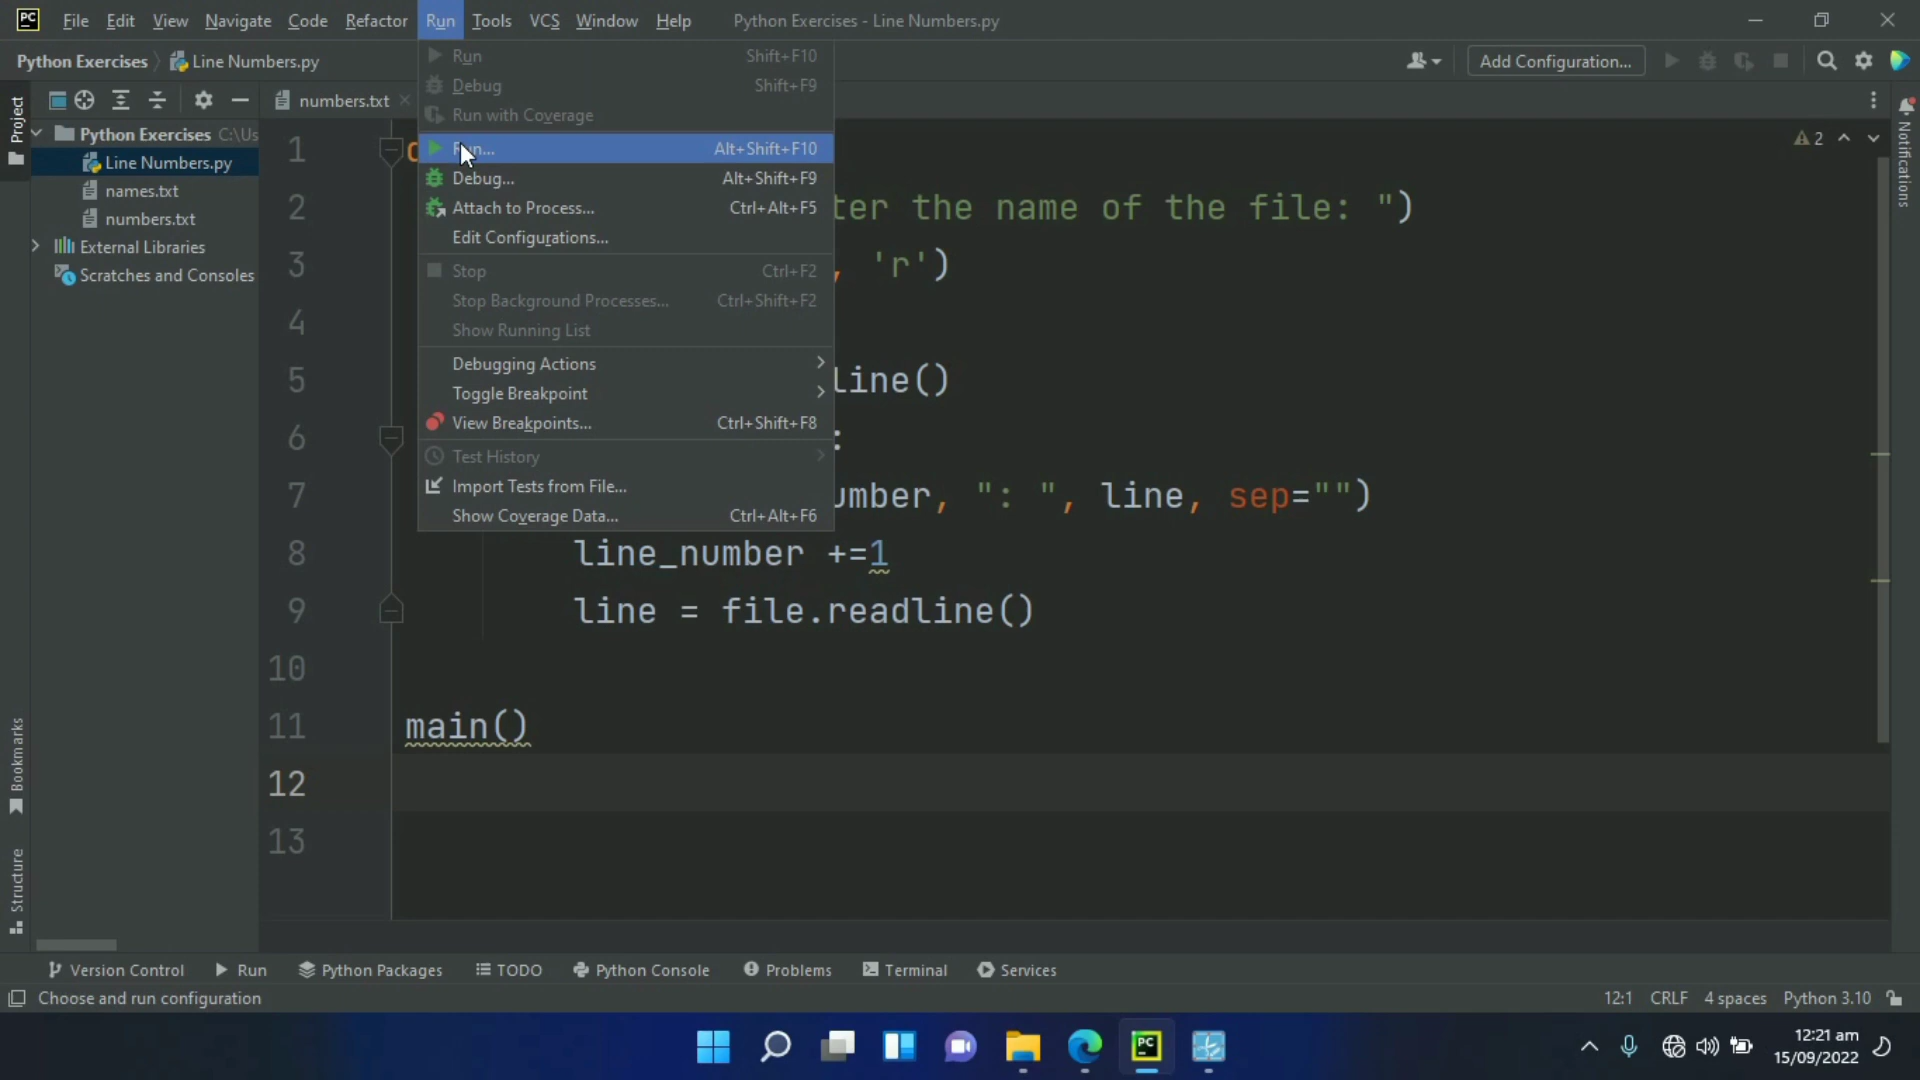 PC File Edit View Navigate Code Refactor Run Tools VCS Window Help Python Exercises - Line Numbers.py
Python Exercises Line Numbers.py Add Configuration...
numbers.txt
Project
Python Exercises C:\Us
Line Numbers.py
names.txt
numbers.txt
External Libraries
Scratches and Consoles
Bookmarks
Structure
Run Shift+F10
Debug Shift+F9
Run with Coverage
Run... Alt+Shift+F10
Debug... Alt+Shift+F9
Attach to Process... Ctrl+Alt+F5
Edit Configurations...
Stop Ctrl+F2
Stop Background Processes... Ctrl+Shift+F2
Show Running List
Debugging Actions
Toggle Breakpoint
View Breakpoints... Ctrl+Shift+F8
Test History
Import Tests from File...
Show Coverage Data... Ctrl+Alt+F6
1
2 ter the name of the file: ")
3 , 'r')
4
5 line()
6 :
7 umber, ": ", line, sep="")
8 line_number +=1
9 line = file.readline()
10
11 main()
12
13
2
Notifications
Version Control Run Python Packages TODO Python Console Problems Terminal Services
Choose and run configuration 12:1 CRLF 4 spaces Python 3.10
PC
12:21 am
15/09/2022